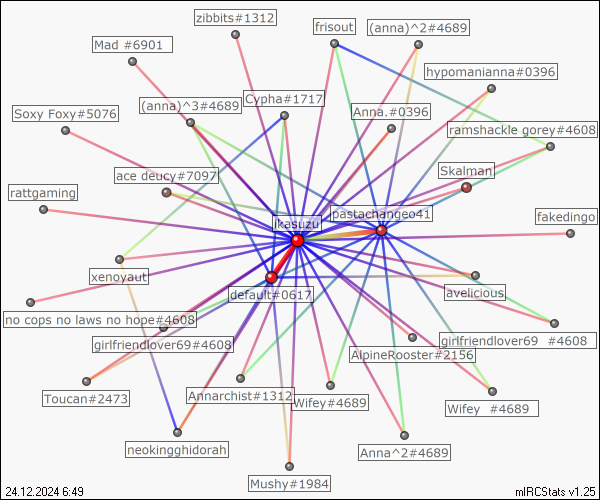 zibbits#1312
frisout
(anna)^2#4689
Mad #6901
hypomanianna#0396
Cypha#1717
(anna)^3#4689
Anna.#0396
Soxy Foxy#5076
ramshackle gorey#4608
ace deucy#7097
Skalman
rattgaming
ikasuzu
pastachangeo41
fakedingo
xenoyaut
default#0617
avelicious
no cops no laws no hope#4608
girlfriendlover69#4608
girlfriendlover69 #4608
AlpineRooster#2156
Toucan#2473
Annarchist#1312
Wifey#4689
Wifey #4689
neokingghidorah
Anna^2#4689
Mushy#1984
24.12.2024 6:49
mIRCStats v1.25